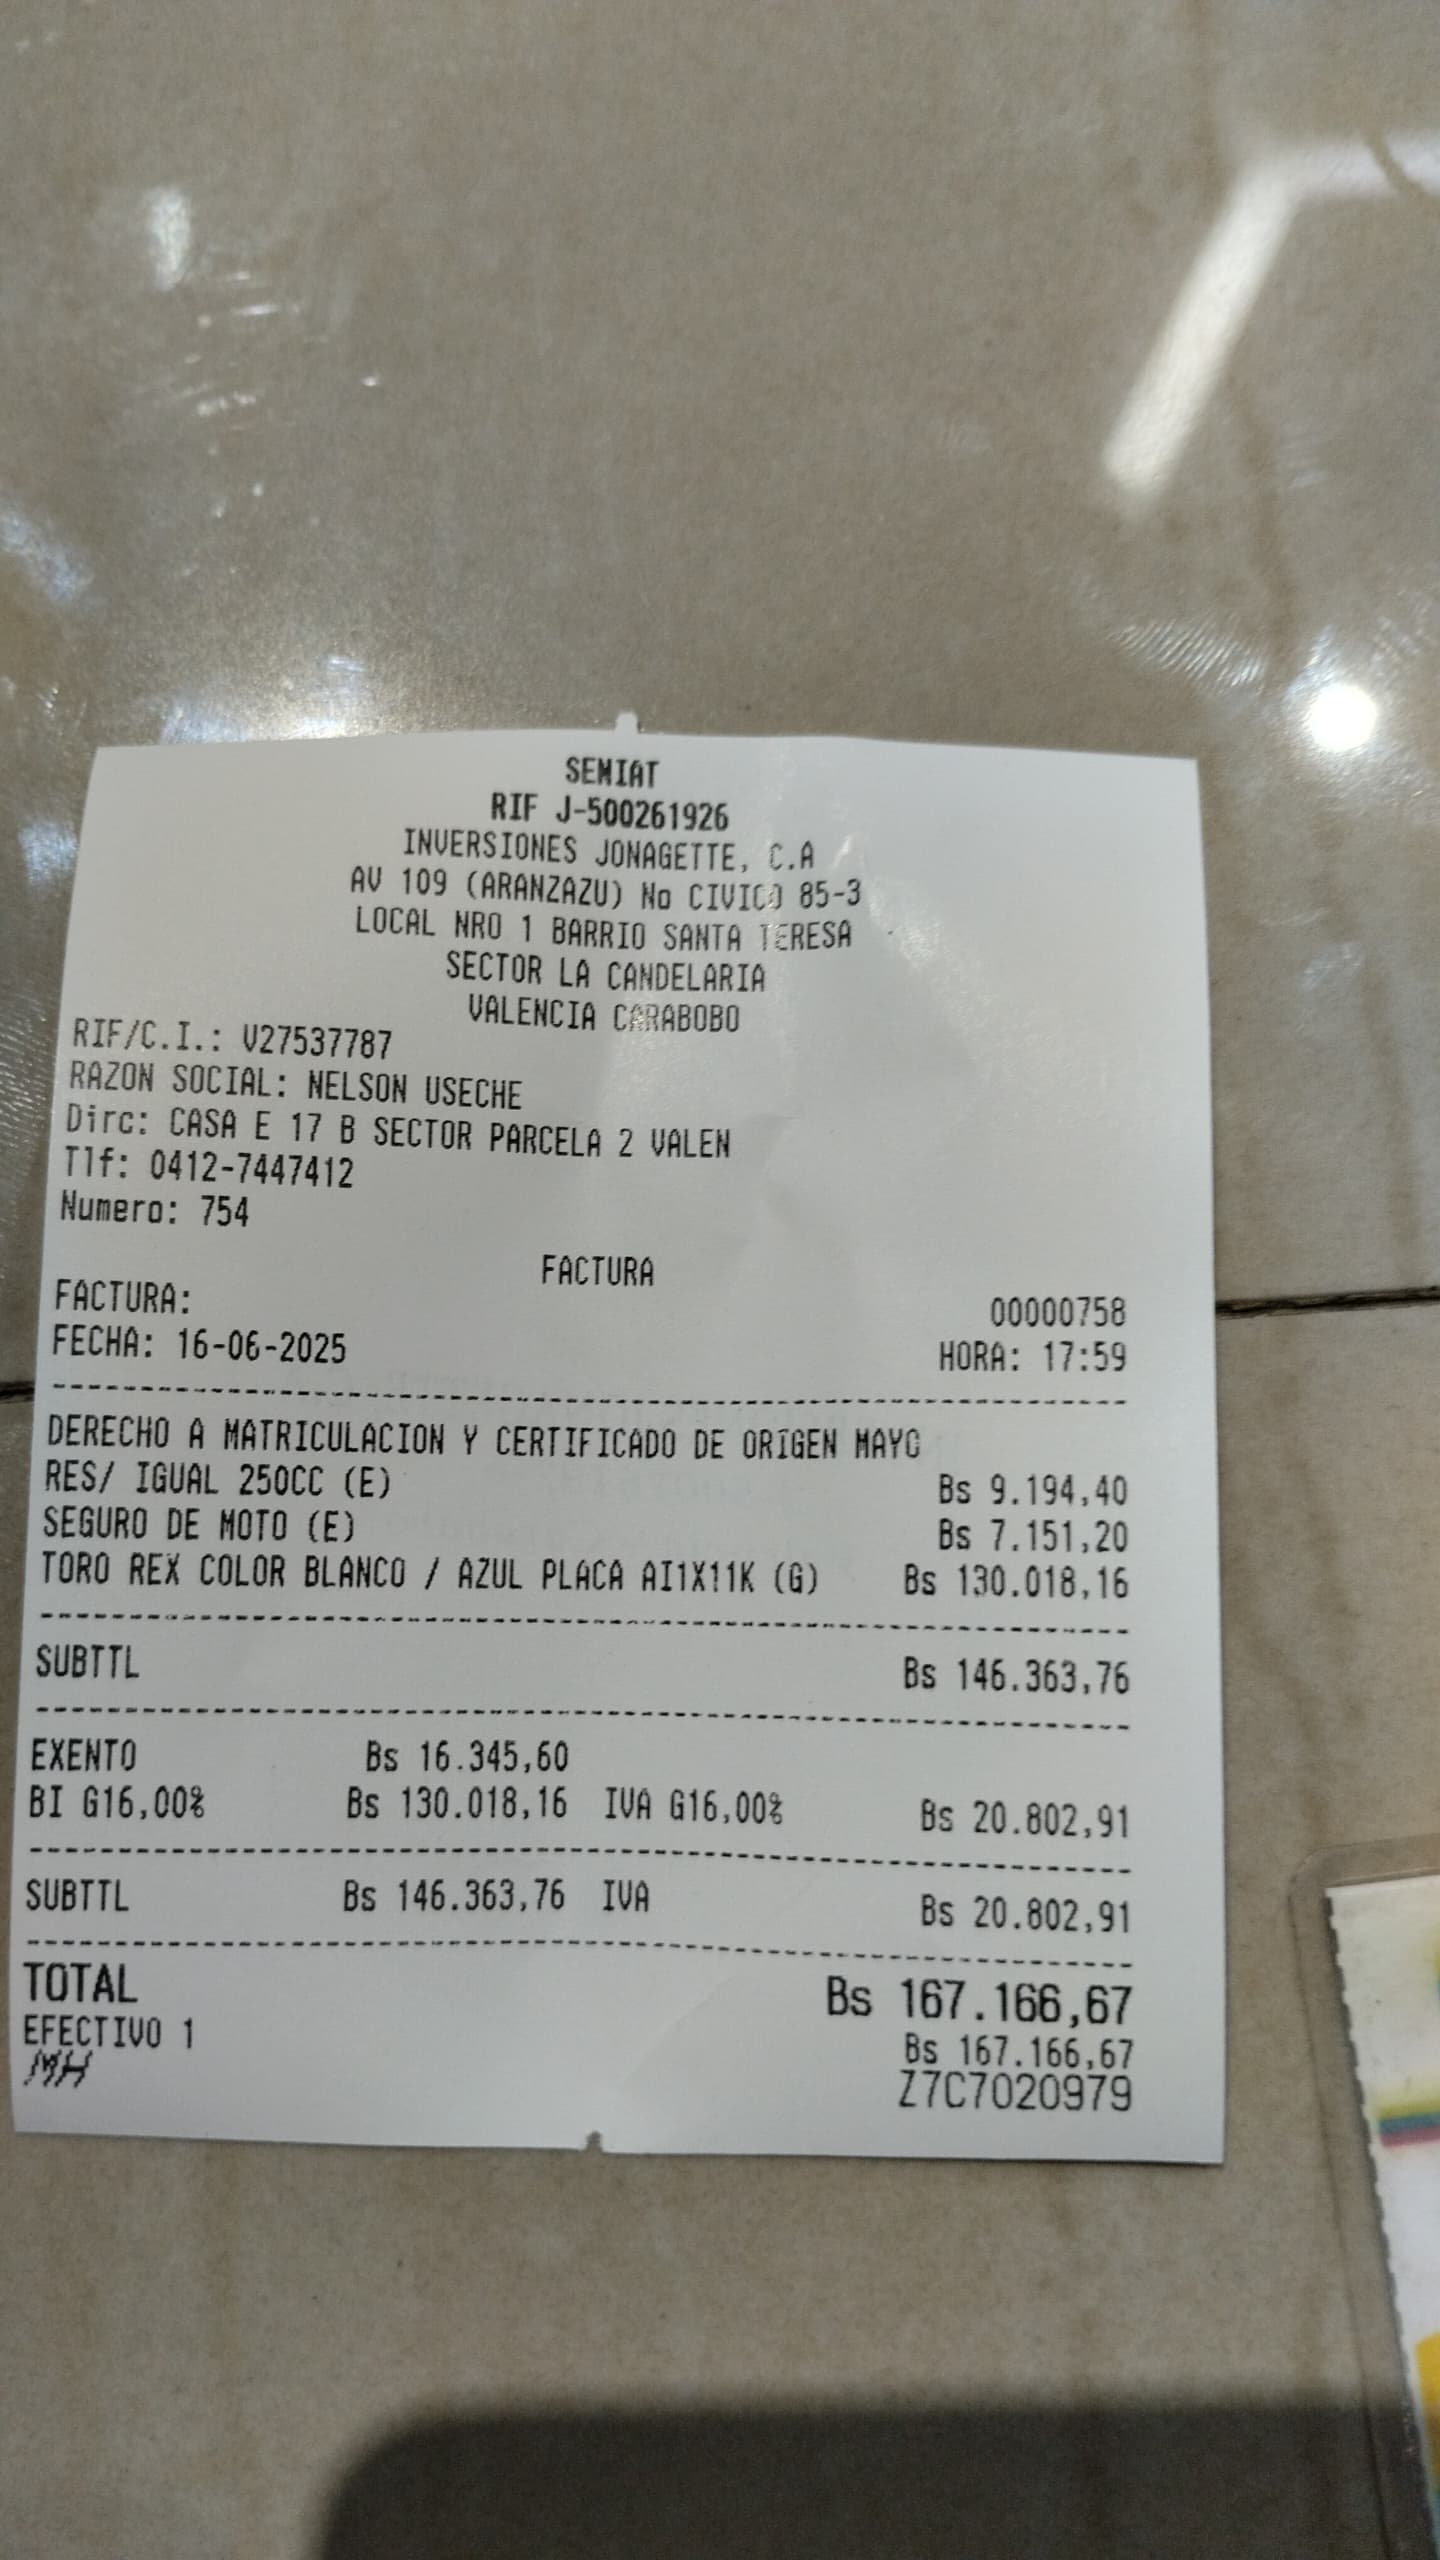 SENIAT
RIF J-500261926
INVERSIONES JONAGETTE, C.A
AV 109 (ARANZAZU) No CIVICO 85-3
LOCAL NRO 1 BARRIO SANTA TERESA
SECTOR LA CANDELARIA
VALENCIA CARABOBO
RIF/C.I.: V27537787
RAZON SOCIAL: NELSON USECHE
Dirc: CASA E 17 B SECTOR PARCELA 2 VALEN
Tlf: 0412-7447412
Numero: 754
FACTURA
FACTURA: 00000758
FECHA: 16-06-2025 HORA: 17:59
DERECHO A MATRICULACION Y CERTIFICADO DE ORIGEN MAYO
RES/ IGUAL 250CC (E) Bs 9.194,40
SEGURO DE MOTO (E) Bs 7.151,20
TORO REX COLOR BLANCO / AZUL PLACA AI1X11K (G) Bs 130.018,16
SUBTTL Bs 146.363,76
EXENTO Bs 16.345,60
BI G16,00% Bs 130.018,16 IVA G16,00% Bs 20.802,91
SUBTTL Bs 146.363,76 IVA Bs 20.802,91
TOTAL Bs 167.166,67
EFECTIVO 1 Bs 167.166,67
MH Z7C7020979